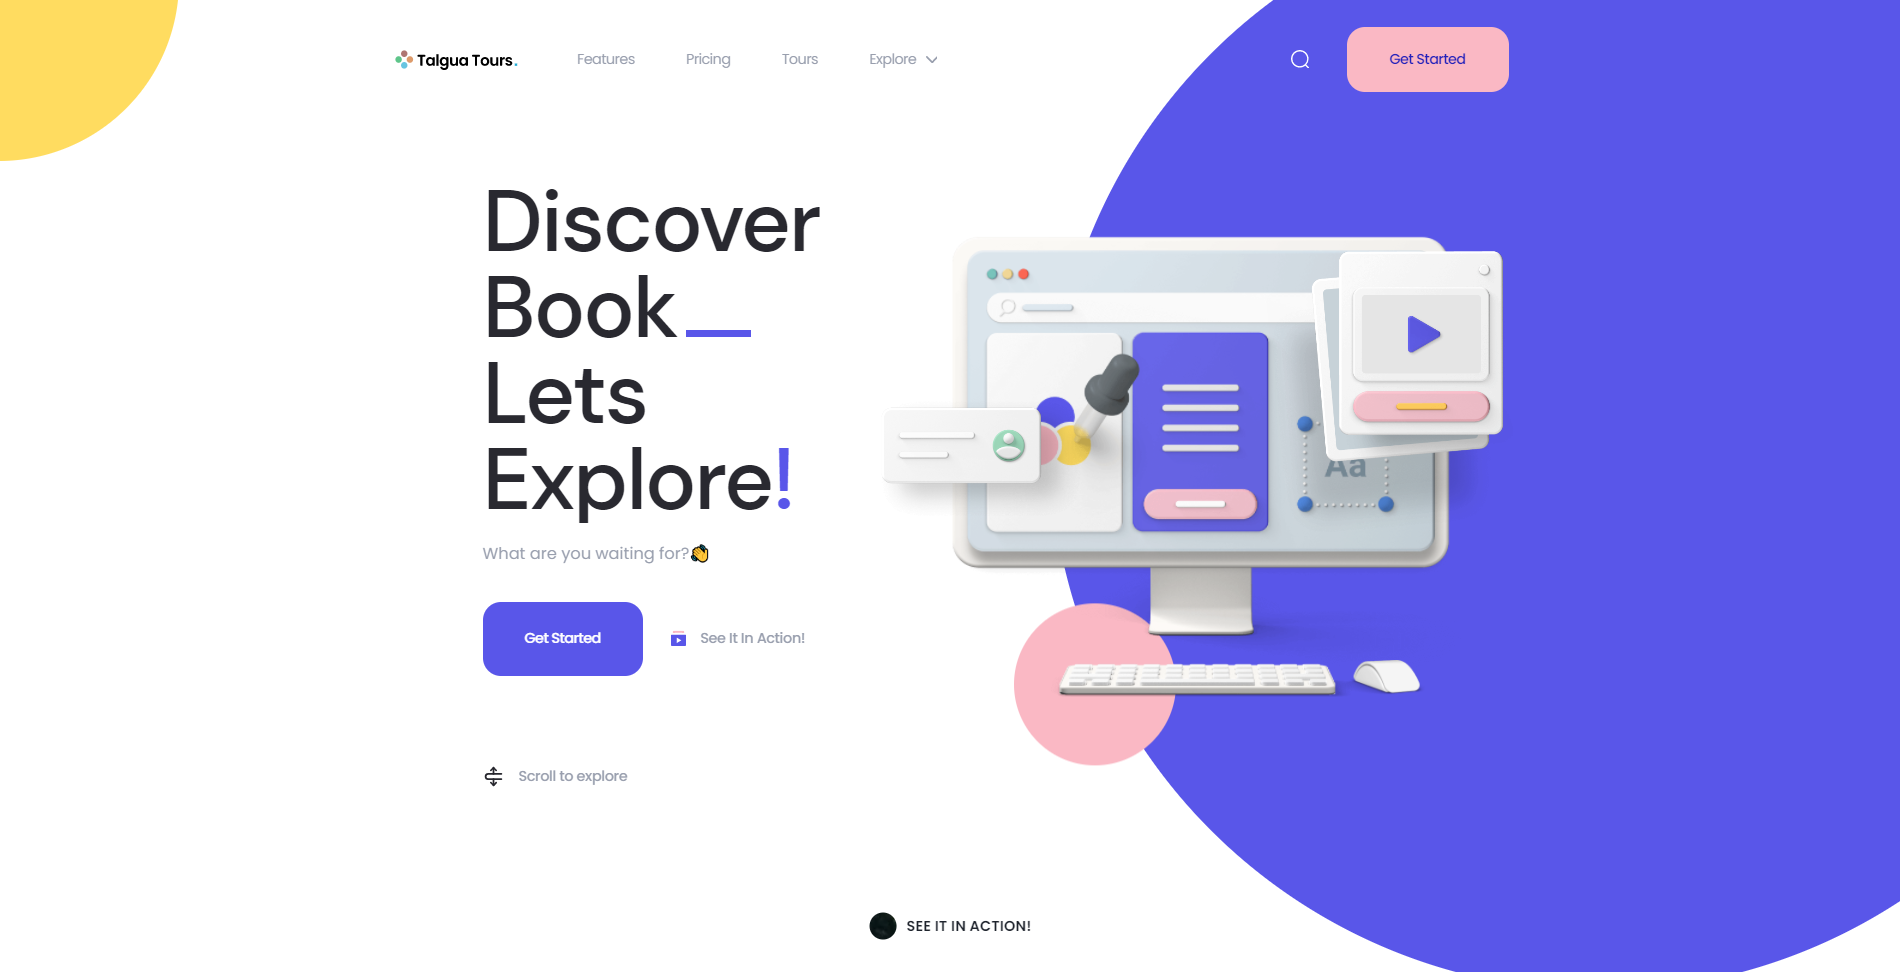 Talgua Tours.
Features
Pricing
Tours
Explore
Get Started
Discover
Book_
Lets
Explore!
What are you waiting for?👏
Get Started
See It In Action!
Aa
Scroll to explore
SEE IT IN ACTION!